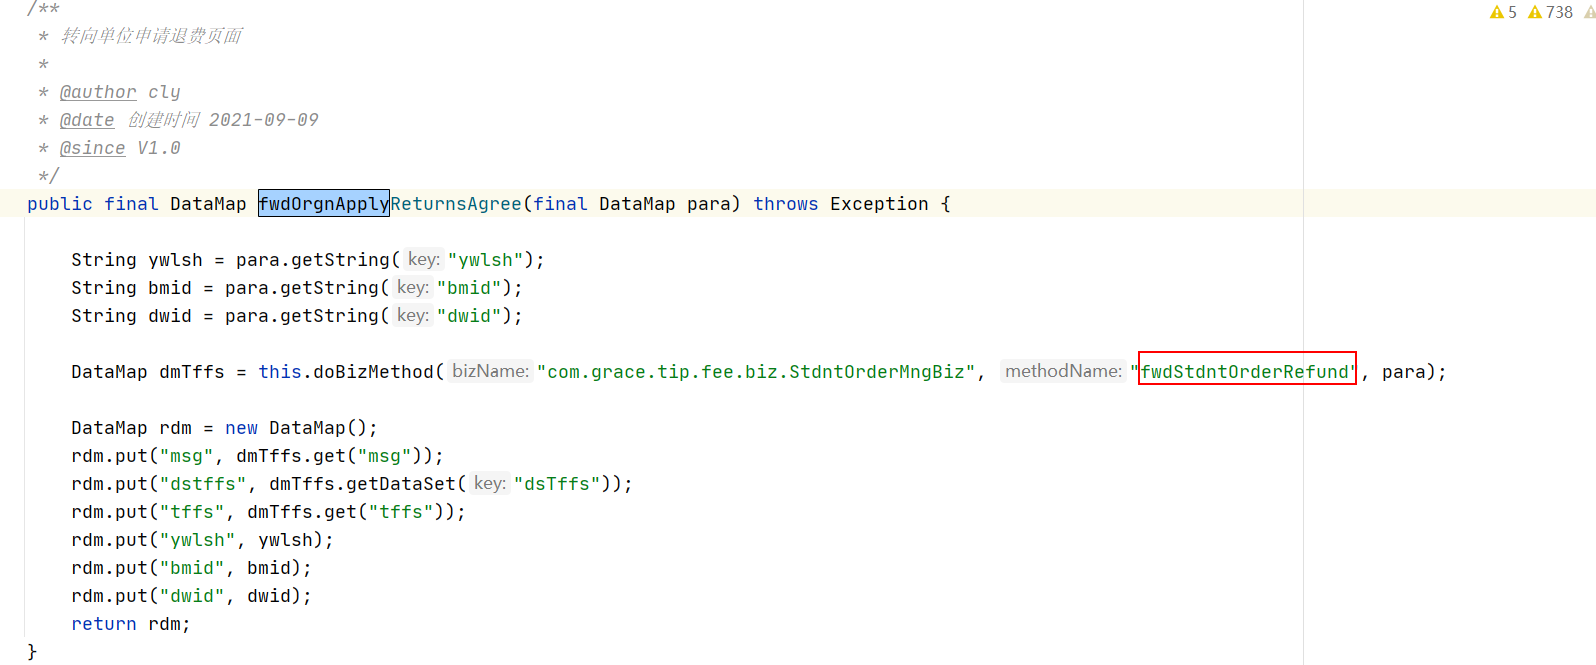 /**
5 738
* 转向单位申请退费页面
*
* @author cly
* @date 创建时间 2021-09-09
* @since V1.0
*/
public final DataMap fwdOrgnApplyReturnsAgree(final DataMap para) throws Exception {
String ywlsh = para.getString( key: "ywlsh");
String bmid = para.getString( key: "bmid");
String dwid = para.getString( key: "dwid");
DataMap dmTffs = this.doBizMethod( bizName: "com.grace.tip.fee.biz.StdntOrderMngBiz", methodName: "fwdStdntOrderRefund", para);
DataMap rdm = new DataMap();
rdm.put("msg", dmTffs.get("msg"));
rdm.put("dstffs", dmTffs.getDataSet( key: "dsTffs"));
rdm.put("tffs", dmTffs.get("tffs"));
rdm.put("ywlsh", ywlsh);
rdm.put("bmid", bmid);
rdm.put("dwid", dwid);
return rdm;
}